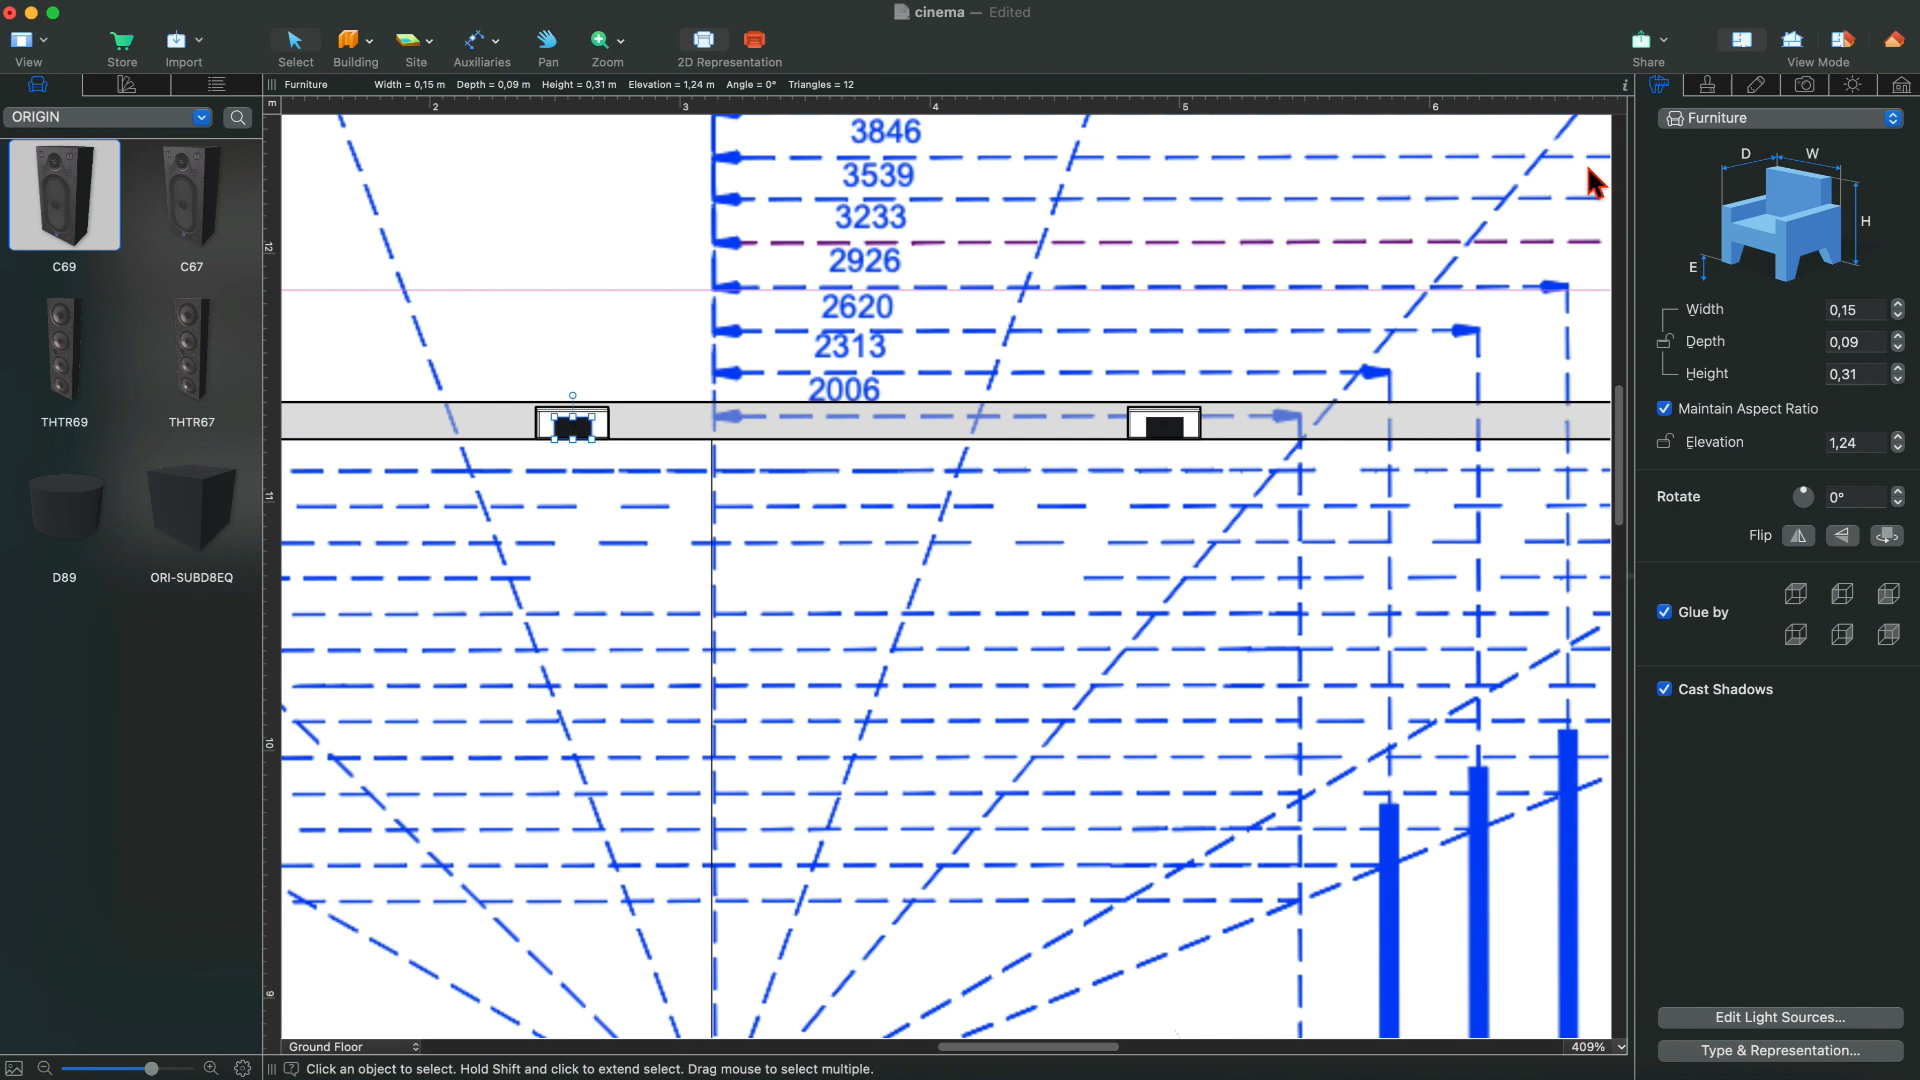 cinema — Edited
View
Store
Import
Select
Building
Site
Auxiliaries
Pan
Zoom
2D Representation
Share
View Mode
Furniture Width = 0,15 m Depth = 0,09 m Height = 0,31 m Elevation = 1,24 m Angle = 0° Triangles = 12
i
m
2 3 4 5 6
ORIGIN
C69
C67
THTR69
THTR67
D89
ORI-SUBD8EQ
12
11
10
9
3846
3539
3233
2926
2620
2313
2006
Furniture
D W
H
E
Width 0,15
Depth 0,09
Height 0,31
Maintain Aspect Ratio
Elevation 1,24
Rotate 0°
Flip
Glue by
Cast Shadows
Edit Light Sources...
Type & Representation...
Ground Floor
409%
? Click an object to select. Hold Shift and click to extend select. Drag mouse to select multiple.